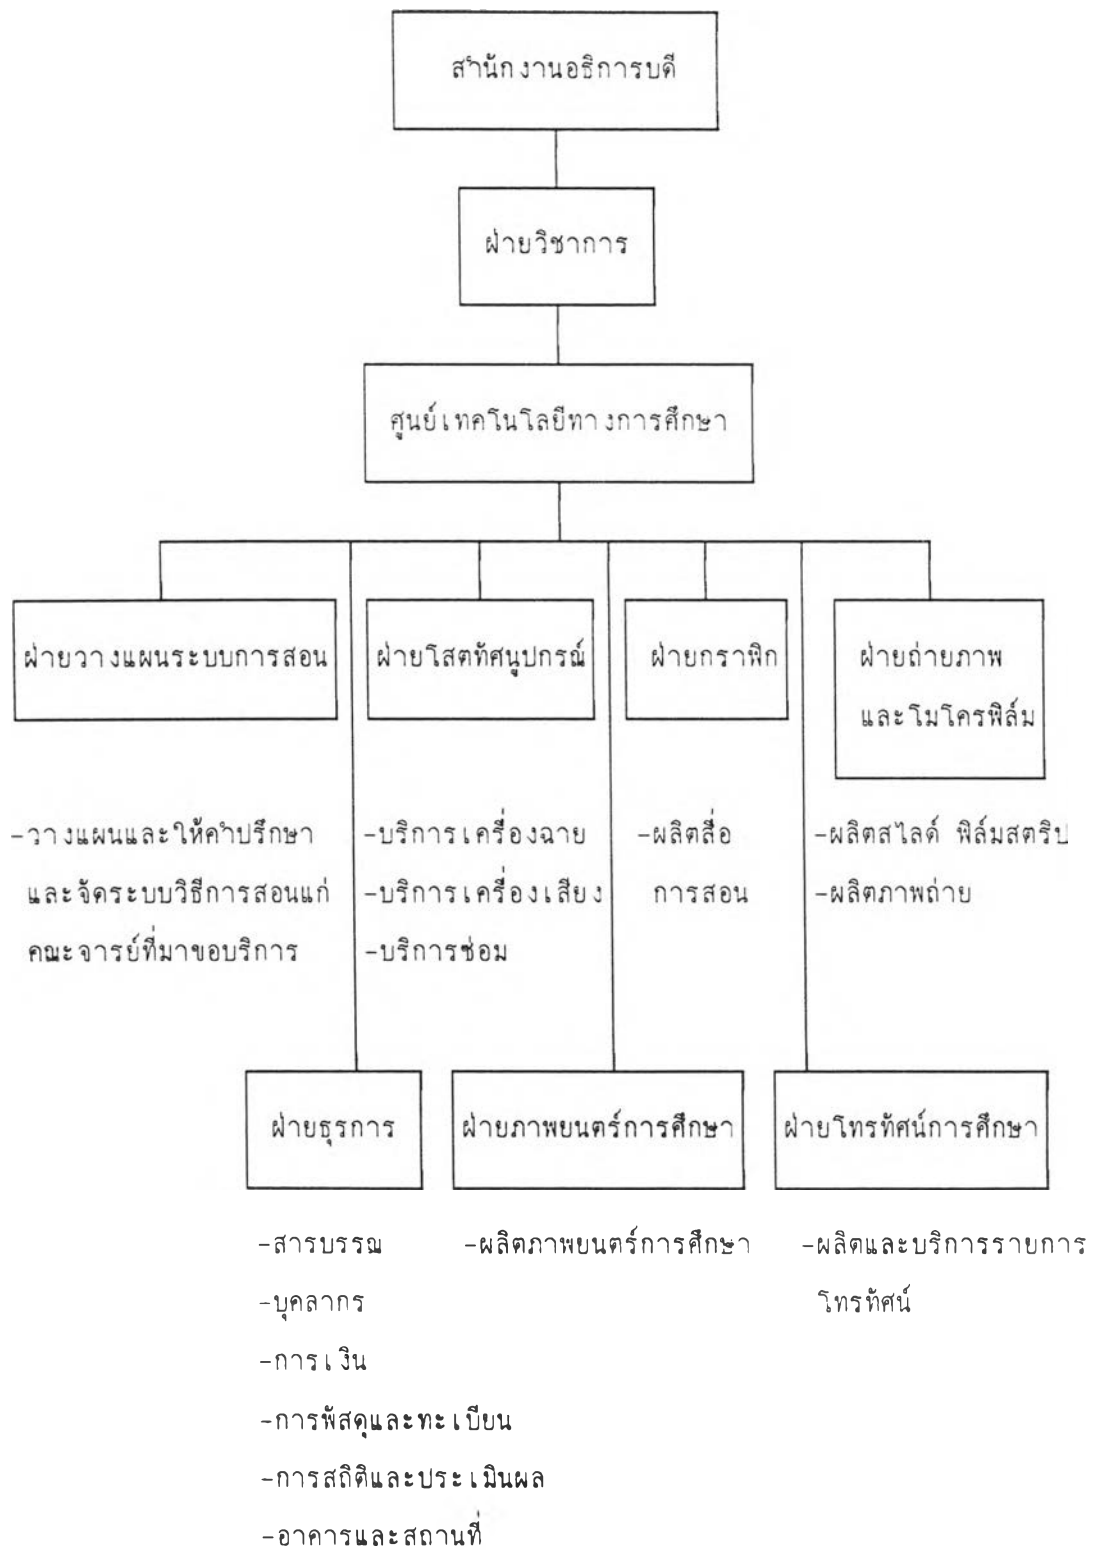 สำนักงานอธิการบดี
ฝ่ายวิชาการ
ศูนย์เทคโนโลยีทางการศึกษา
ฝ่ายวางแผนระบบการสอน
ฝ่ายโสตทัศนูปกรณ์
ฝ่ายกราฟิก
ฝ่ายถ่ายภาพ
และโมโครฟิล์ม
-วางแผนและให้คำปรึกษา
และจัดระบบวิธีการสอนแก่
คณะจารย์ที่มาขอบริการ
-บริการเครื่องฉาย
-บริการเครื่องเสียง
-บริการซ่อม
-ผลิตสื่อ
การสอน
-ผลิตสไลด์ ฟิล์มสตริป
-ผลิตภาพถ่าย
ฝ่ายธุรการ
ฝ่ายภาพยนตร์การศึกษา
ฝ่ายโทรทัศน์การศึกษา
-สารบรรณ
-บุคลากร
-การเงิน
-การพัสดุและทะเบียน
-การสถิติและประเมินผล
-อาคารและสถานที่
-ผลิตภาพยนตร์การศึกษา
-ผลิตและบริการรายการ
โทรทัศน์